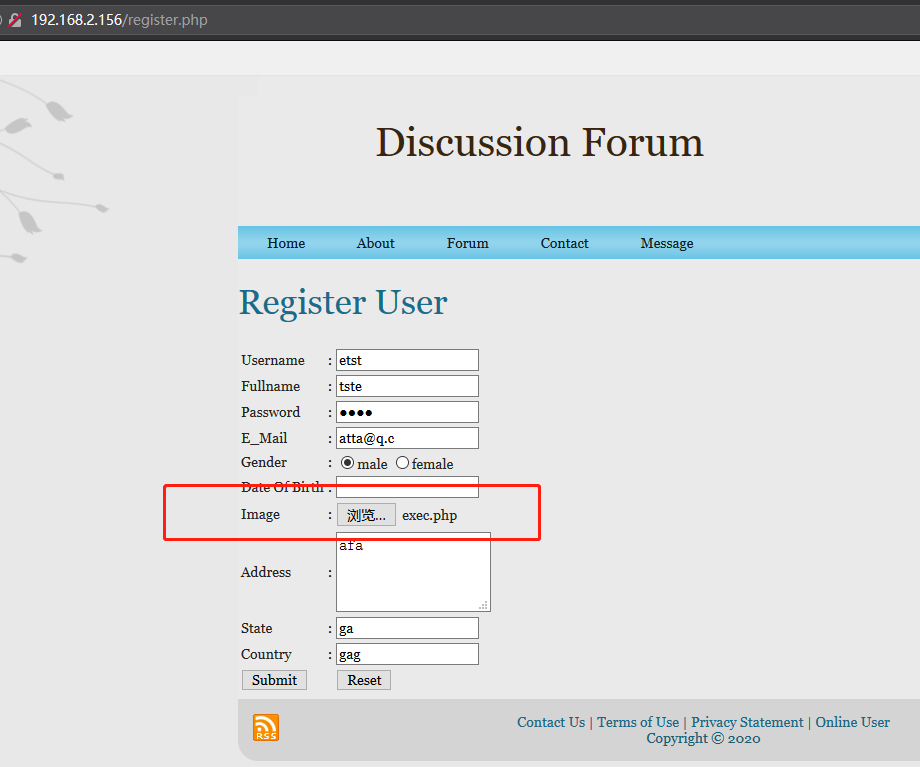 192.168.2.156/register.php
Discussion Forum
Home About Forum Contact Message
Register User
Username : etst
Fullname : tste
Password : ●●●●
E_Mail : atta@q.c
Gender : male female
Date Of Birth :
Image : 浏览... exec.php
Address : afa
State : ga
Country : gag
Submit Reset
RSS
Contact Us | Terms of Use | Privacy Statement | Online User
Copyright © 2020